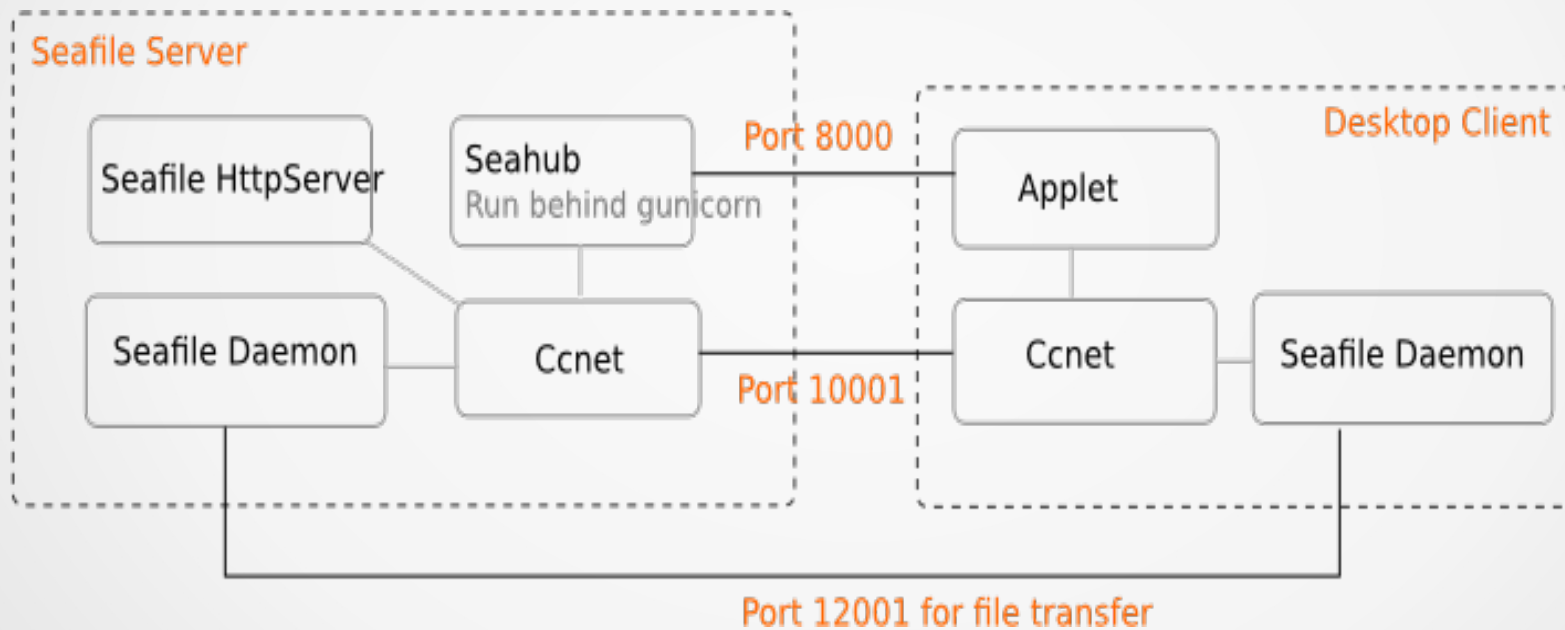 Seafile Server
Desktop Client
Port 8000
Seafile HttpServer
Seahub
Run behind gunicorn
Applet
Seafile Daemon
Ccnet
Port 10001
Ccnet
Seafile Daemon
Port 12001 for file transfer